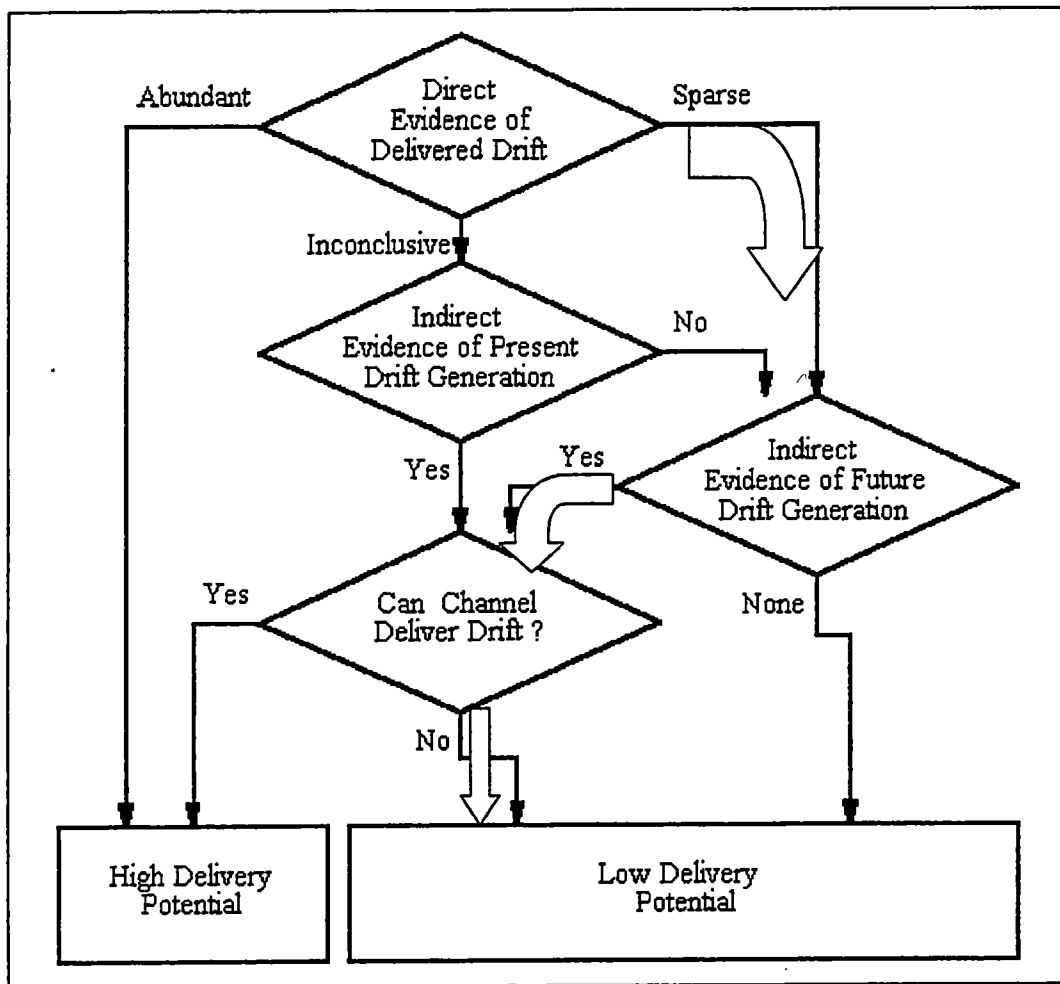 Abundant
Direct
Evidence of
Delivered Drift
Sparse
Inconclusive
Indirect
Evidence of Present
Drift Generation
No
Yes
Yes
Indirect
Evidence of Future
Drift Generation
Yes
Can Channel
Deliver Drift ?
None
No
High Delivery
Potential
Low Delivery
Potential